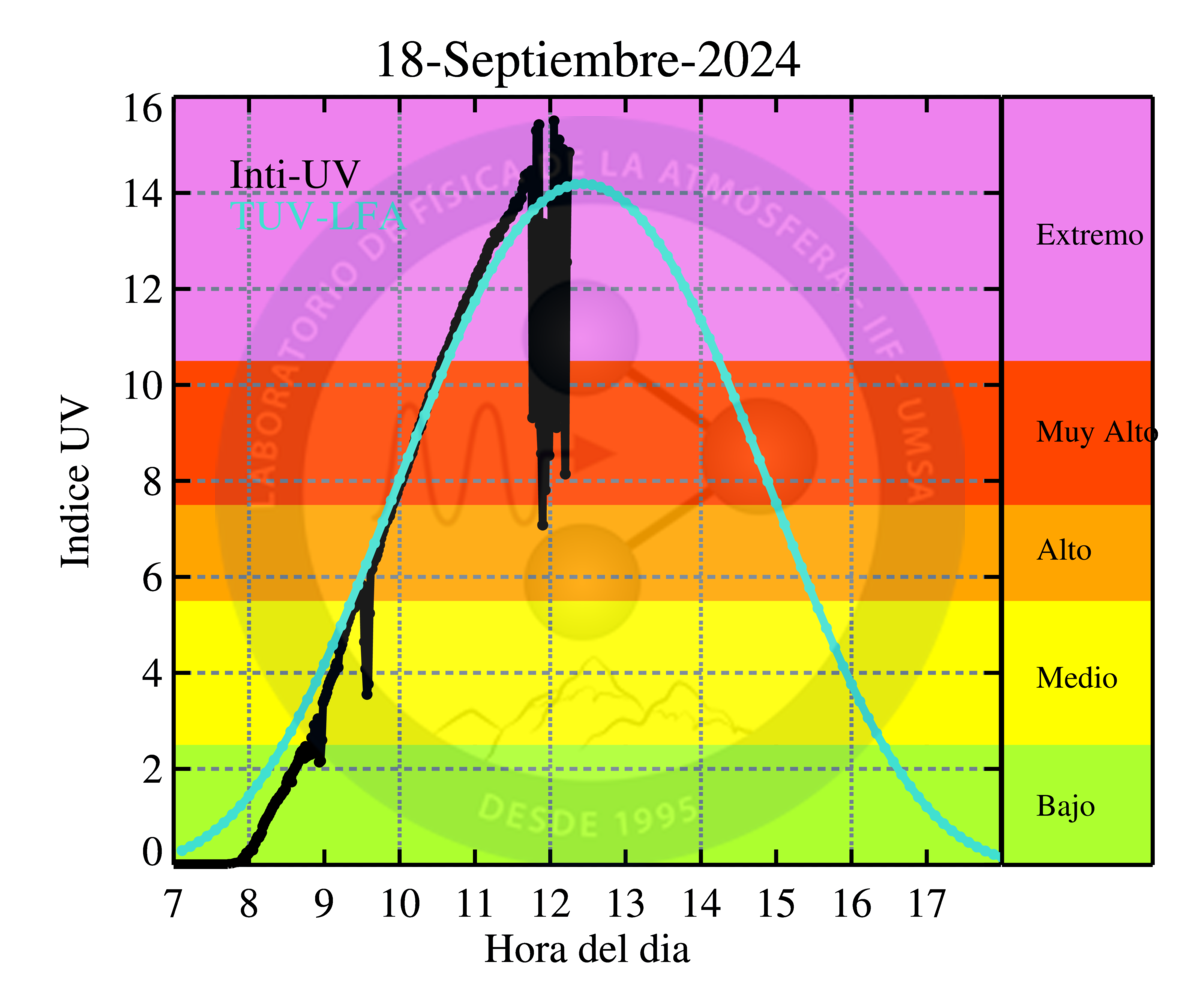 18-Septiembre-2024
Indice UV
16
14
12
10
8
6
4
2
0
Inti-UV
TUV-LFA
LABORATORIO DE FÍSICA DE LA ATMÓSFERA - IIF - UMSA
DESDE 1995
Extremo
Muy Alto
Alto
Medio
Bajo
7 8 9 10 11 12 13 14 15 16 17
Hora del dia